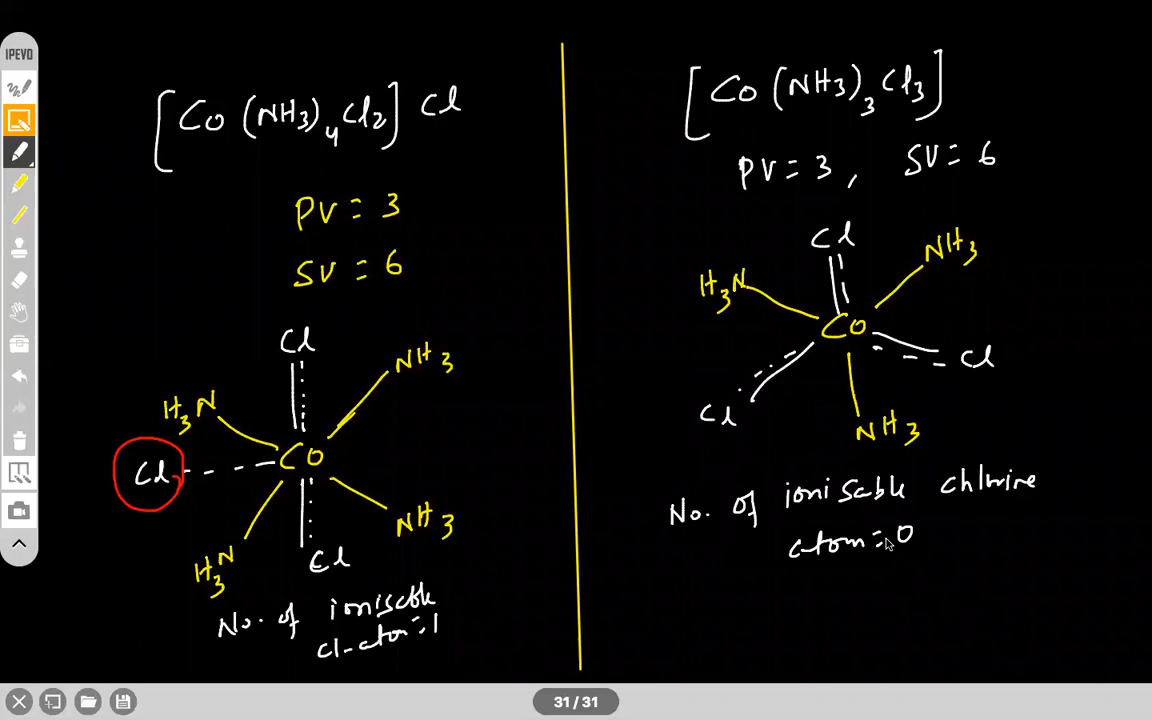 IPEVO
[Co(NH3)4Cl2]Cl
PV = 3
SV = 6
Cl
NH3
H3N
Cl
Co
NH3
H3N
Cl
No. of ionisable
cl-atom=1
[Co(NH3)3Cl3]
PV = 3, SV = 6
Cl
NH3
H3N
Co
Cl
Cl
NH3
No. of ionisable chlorine
atom=0
31 / 31